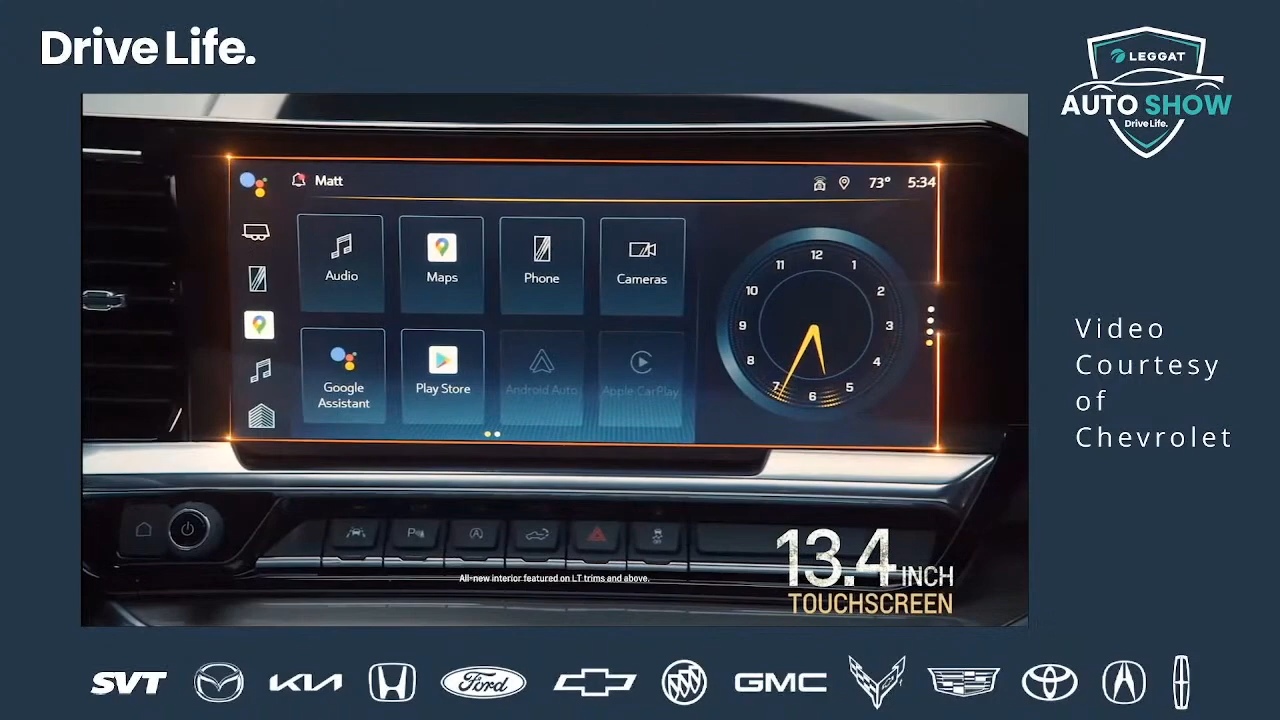 Drive Life.
LEGGAT
AUTO SHOW
Drive Life.
Matt
73° 5:34
Audio
Maps
Phone
Cameras
Google
Assistant
Play Store
Android Auto
Apple CarPlay
12
1
2
3
4
5
6
7
8
9
10
11
Video
Courtesy
of
Chevrolet
All-new interior featured on LT trims and above.
13.4 INCH
TOUCHSCREEN
SVT
KIA
Ford
GMC